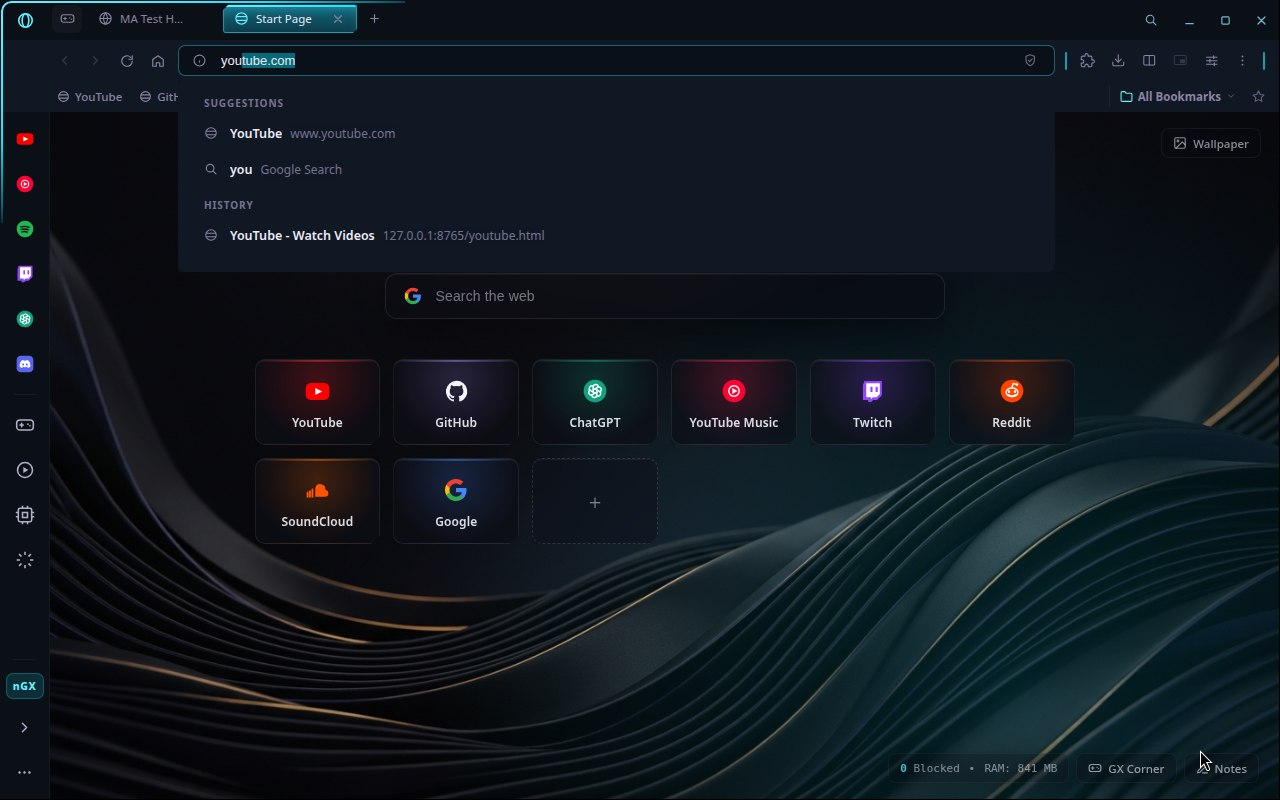 MA Test H...
Start Page
youtube.com
YouTube
GitH
All Bookmarks
SUGGESTIONS
YouTube www.youtube.com
you Google Search
HISTORY
YouTube - Watch Videos 127.0.0.1:8765/youtube.html
Wallpaper
Search the web
YouTube
GitHub
ChatGPT
YouTube Music
Twitch
Reddit
SoundCloud
Google
nGX
0 Blocked • RAM: 841 MB
GX Corner
Notes